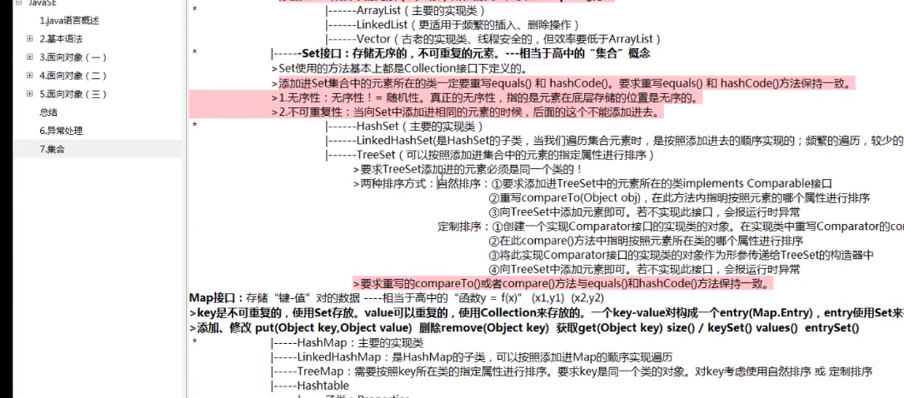 JavaSE
1.java语言概述
2.基本语法
3.面向对象（一）
4.面向对象（二）
5.面向对象（三）
总结
6.异常处理
7.集合
* |------ArrayList（主要的实现类）
|------LinkedList（更适用于频繁的插入、删除操作）
|------Vector（古老的实现类、线程安全的，但效率要低于ArrayList）
* |------Set接口：存储无序的，不可重复的元素。---相当于高中的“集合”概念
>Set使用的方法基本上都是Collection接口下定义的。
>添加进Set集合中的元素所在的类一定要重写equals() 和 hashCode()。要求重写equals() 和 hashCode()方法保持一致。
>1.无序性：无序性！= 随机性。真正的无序性，指的是元素在底层存储的位置是无序的。
>2.不可重复性：当向Set中添加进相同的元素的时候，后面的这个不能添加进去。
* |------HashSet（主要的实现类）
|------LinkedHashSet(是HashSet的子类，当我们遍历集合元素时，是按照添加进去的顺序实现的；频繁的遍历，较少的
|------TreeSet（可以按照添加进集合中的元素的指定属性进行排序）
>要求TreeSet添加进的元素必须是同一个类的！
>两种排序方式：自然排序：①要求添加进TreeSet中的元素所在的类implements Comparable接口
②重写compareTo(Object obj)，在此方法内指明按照元素的哪个属性进行排序
③向TreeSet中添加元素即可。若不实现此接口，会报运行时异常
定制排序：①创建一个实现Comparator接口的实现类的对象。在实现类中重写Comparator的co
②在此compare()方法中指明按照元素所在类的哪个属性进行排序
③将此实现Comparator接口的实现类的对象作为形参传递给TreeSet的构造器中
④向TreeSet中添加元素即可。若不实现此接口，会报运行时异常
>要求重写的compareTo()或者compare()方法与equals()和hashCode()方法保持一致。
Map接口：存储“键-值”对的数据 ----相当于高中的“函数y = f(x)” (x1,y1) (x2,y2)
>key是不可重复的，使用Set存放。value可以重复的，使用Collection来存放的。一个key-value对构成一个entry(Map.Entry)，entry使用Set来
>添加、修改 put(Object key,Object value) 删除remove(Object key) 获取get(Object key) size() / keySet() values() entrySet()
* |-----HashMap：主要的实现类
|-----LinkedHashMap：是HashMap的子类，可以按照添加进Map的顺序实现遍历
|-----TreeMap：需要按照key所在类的指定属性进行排序。要求key是同一个类的对象。对key考虑使用自然排序 或 定制排序
|-----Hashtable